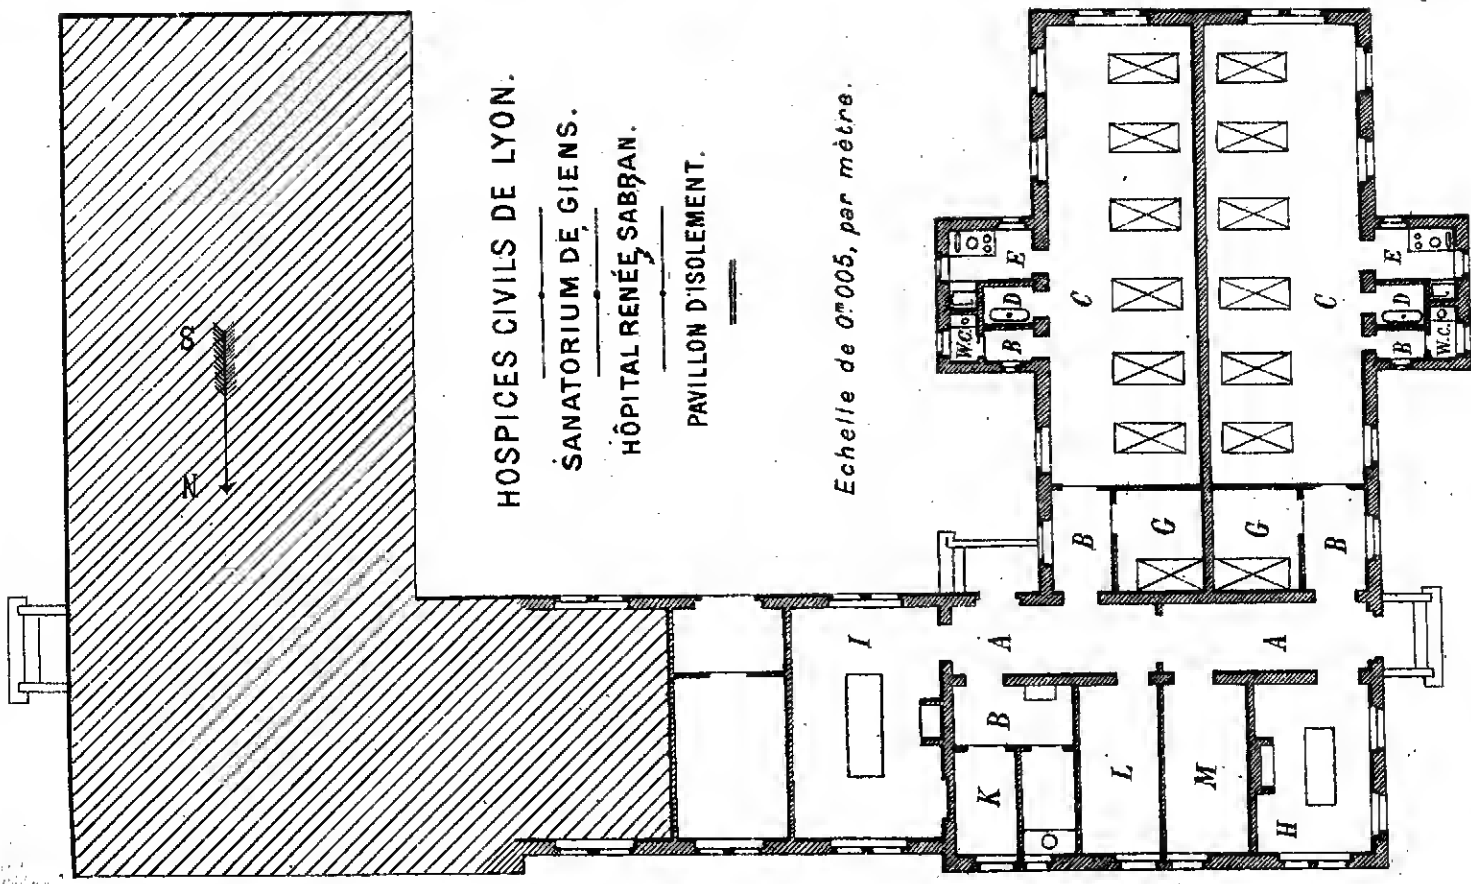 HOSPICES CIVILS DE LYON.
SANATORIUM DE GIENS.
HÔPITAL RENÉE SABRAN.
PAVILLON D'ISOLEMENT.
Echelle de 0m005, par mètre.
S
N
E
D
B
W.C.
C
C
E
D
B
W.C.
B
G
G
B
I
A
A
B
K
L
M
H